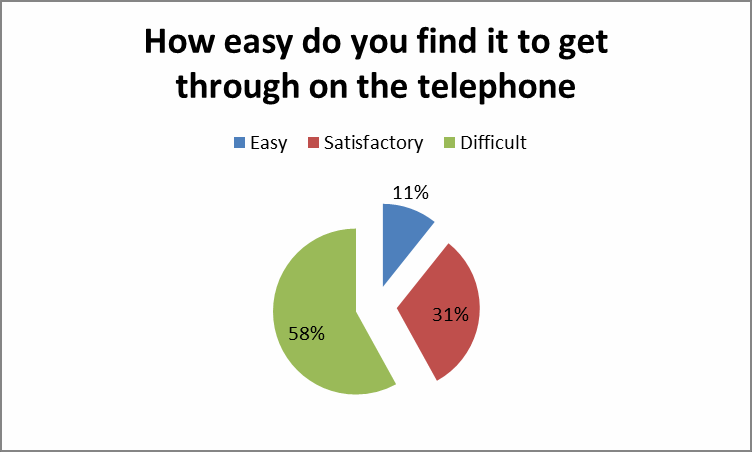 How easy do you find it to get
through on the telephone
Easy Satisfactory Difficult
11%
31%
58%